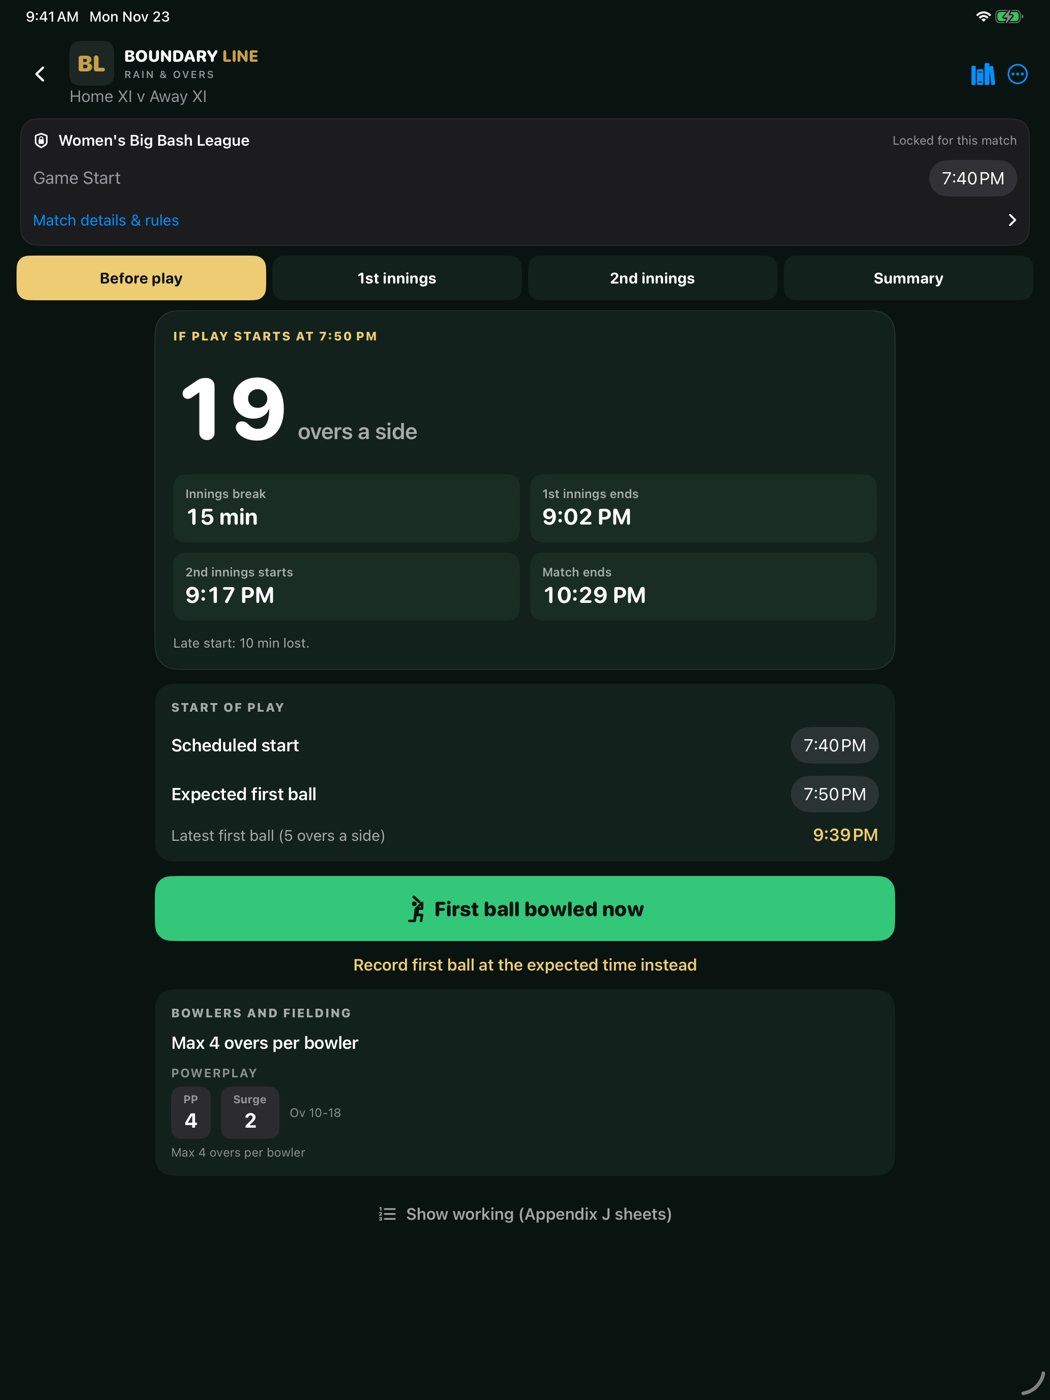 9:41 AM Mon Nov 23
BL
BOUNDARY LINE
RAIN & OVERS
Home XI v Away XI
Women's Big Bash League
Locked for this match
Game Start
7:40 PM
Match details & rules
Before play
1st innings
2nd innings
Summary
IF PLAY STARTS AT 7:50 PM
19 overs a side
Innings break
15 min
1st innings ends
9:02 PM
2nd innings starts
9:17 PM
Match ends
10:29 PM
Late start: 10 min lost.
START OF PLAY
Scheduled start
7:40 PM
Expected first ball
7:50 PM
Latest first ball (5 overs a side)
9:39 PM
First ball bowled now
Record first ball at the expected time instead
BOWLERS AND FIELDING
Max 4 overs per bowler
POWERPLAY
PP
4
Surge
2
Ov 10-18
Max 4 overs per bowler
Show working (Appendix J sheets)